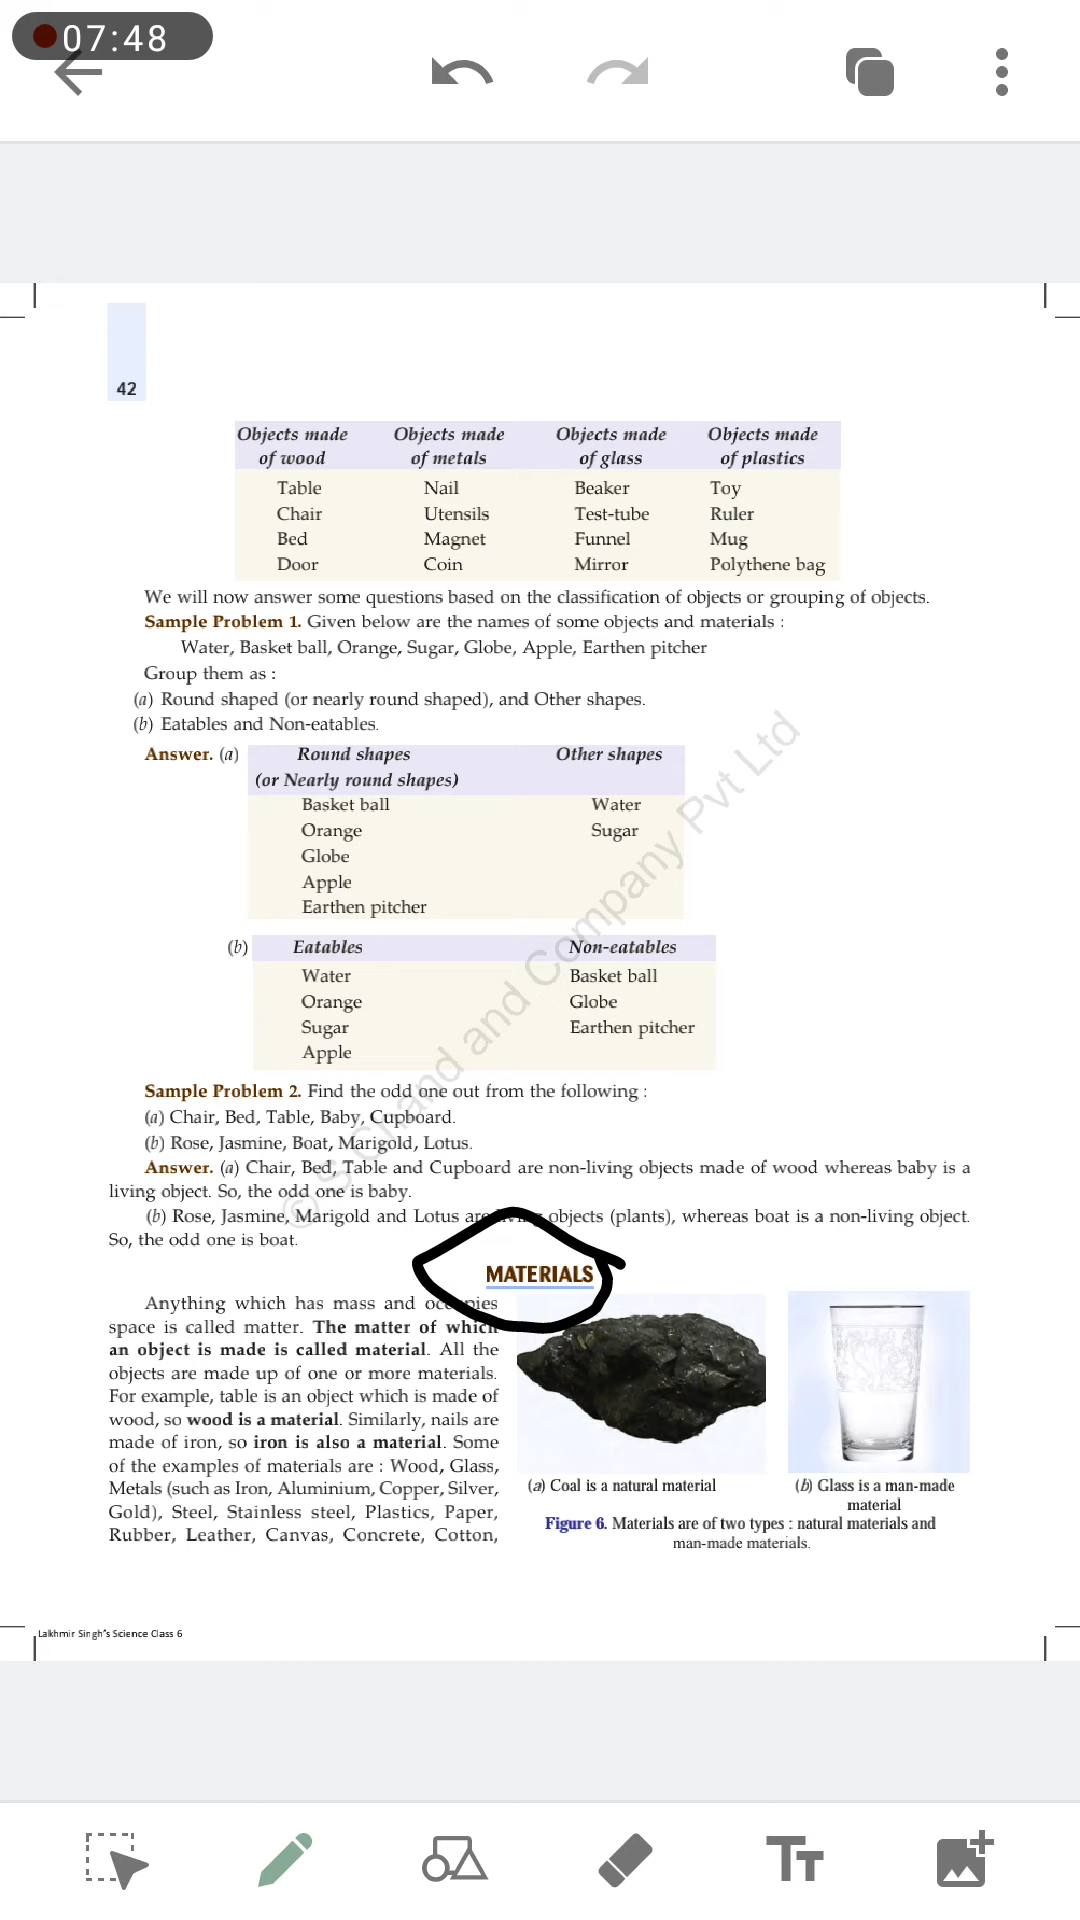 07:48
42
Objects made Objects made Objects made Objects made
of wood of metals of glass of plastics
Table Nail Beaker Toy
Chair Utensils Test-tube Ruler
Bed Magnet Funnel Mug
Door Coin Mirror Polythene bag
We will now answer some questions based on the classification of objects or grouping of objects.
Sample Problem 1. Given below are the names of some objects and materials :
Water, Basket ball, Orange, Sugar, Globe, Apple, Earthen pitcher
Group them as :
(a) Round shaped (or nearly round shaped), and Other shapes.
(b) Eatables and Non-eatables.
Answer. (a) Round shapes Other shapes
(or Nearly round shapes)
Basket ball Water
Orange Sugar
Globe
Apple
Earthen pitcher
(b) Eatables Non-eatables
Water Basket ball
Orange Globe
Sugar Earthen pitcher
Apple
© S Chand and Company Pvt Ltd
Sample Problem 2. Find the odd one out from the following :
(a) Chair, Bed, Table, Baby, Cupboard.
(b) Rose, Jasmine, Boat, Marigold, Lotus.
Answer. (a) Chair, Bed, Table and Cupboard are non-living objects made of wood whereas baby is a
living object. So, the odd one is baby.
(b) Rose, Jasmine, Marigold and Lotus are living objects (plants), whereas boat is a non-living object.
So, the odd one is boat.
MATERIALS
Anything which has mass and occupies
space is called matter. The matter of which
an object is made is called material. All the
objects are made up of one or more materials.
For example, table is an object which is made of
wood, so wood is a material. Similarly, nails are
made of iron, so iron is also a material. Some
of the examples of materials are : Wood, Glass,
Metals (such as Iron, Aluminium, Copper, Silver,
Gold), Steel, Stainless steel, Plastics, Paper,
Rubber, Leather, Canvas, Concrete, Cotton,
(a) Coal is a natural material
(b) Glass is a man-made
material
Figure 6. Materials are of two types : natural materials and
man-made materials.
Lakhmir Singh's Science Class 6
TT